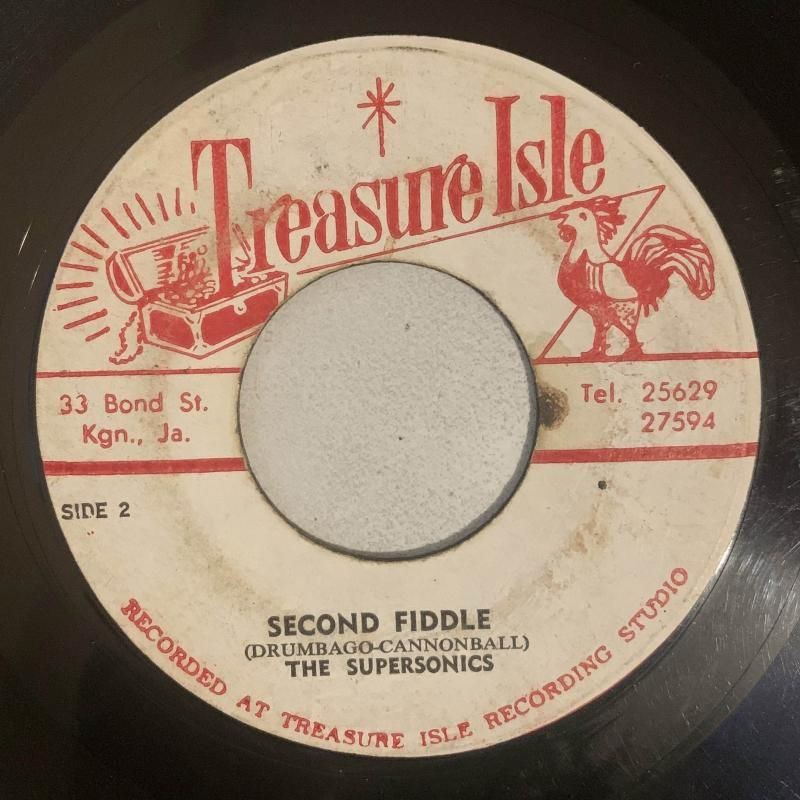 Treasure Isle
33 Bond St.
Kgn., Ja.
Tel. 25629
27594
SIDE 2
SECOND FIDDLE
(DRUMBAGO-CANNONBALL)
THE SUPERSONICS
RECORDED AT TREASURE ISLE RECORDING STUDIO